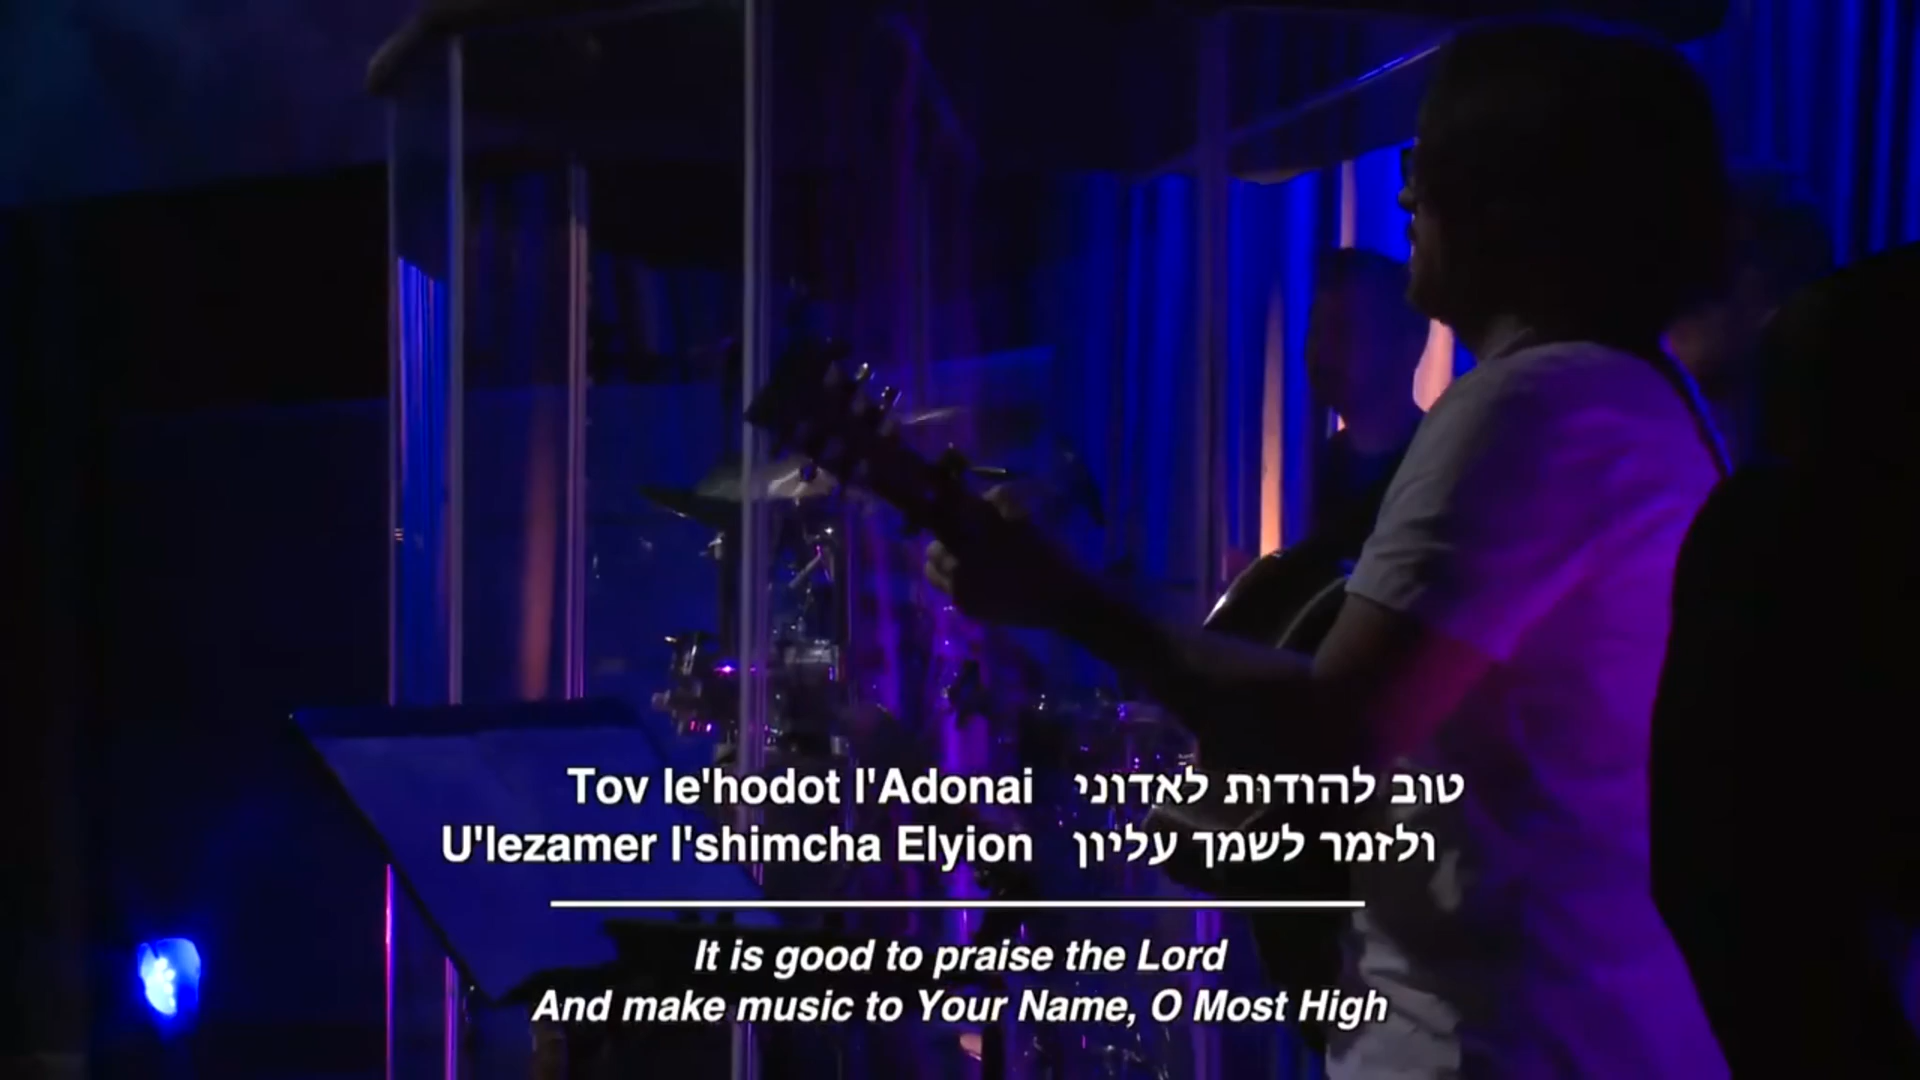 Tov le'hodot l'Adonai טוב להודות לאדוני
U'lezamer l'shimcha Elyion ולזמר לשמך עליון
It is good to praise the Lord
And make music to Your Name, O Most High